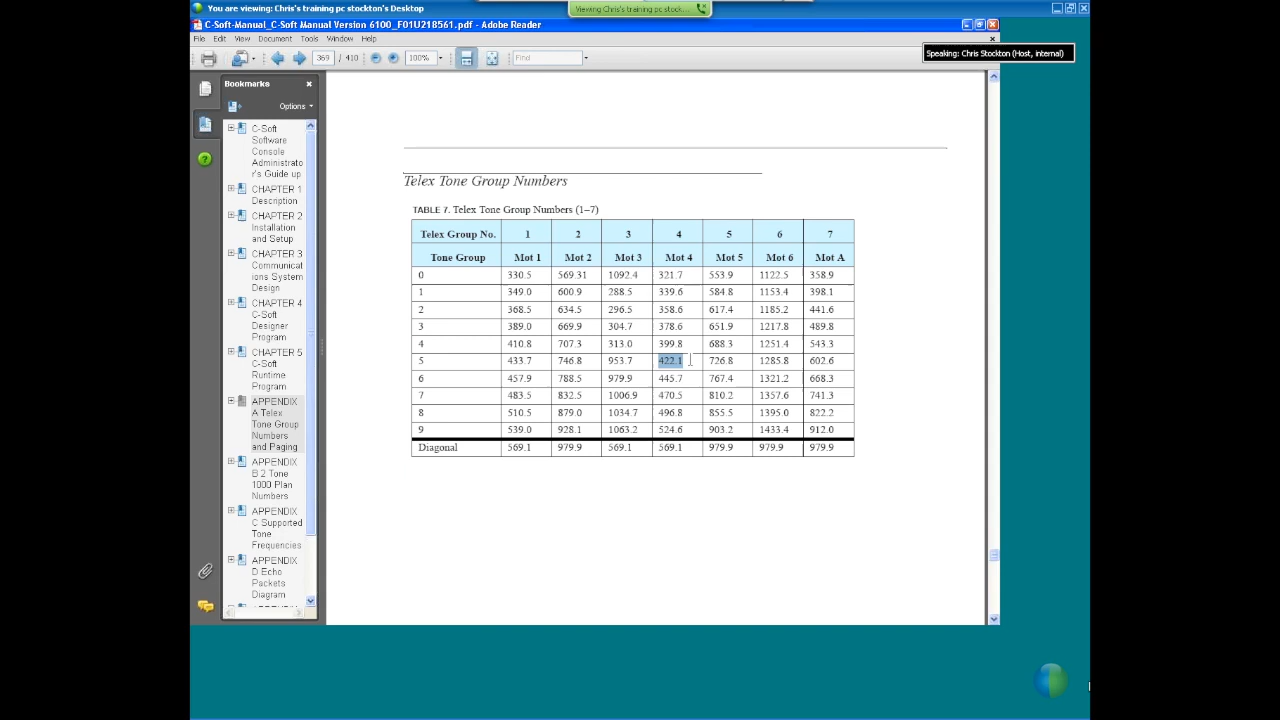 You are viewing: Chris's training pc stockton's Desktop
Viewing Chris's training pc stock...
C-Soft-Manual_C-Soft Manual Version 6100_F01U218561.pdf - Adobe Reader
File Edit View Document Tools Window Help
Speaking: Chris Stockton (Host, internal)
369 / 410 100% Find
Bookmarks
Options
C-Soft
Software
Console
Administrato
r's Guide up
CHAPTER 1
Description
CHAPTER 2
Installation
and Setup
CHAPTER 3
Communicat
ions System
Design
CHAPTER 4
C-Soft
Designer
Program
CHAPTER 5
C-Soft
Runtime
Program
APPENDIX
A Telex
Tone Group
Numbers
and Paging
APPENDIX
B 2 Tone
1000 Plan
Numbers
APPENDIX
C Supported
Tone
Frequencies
APPENDIX
D Echo
Packets
Diagram
Telex Tone Group Numbers
TABLE 7. Telex Tone Group Numbers (1–7)
Telex Group No. 1 2 3 4 5 6 7
Tone Group Mot 1 Mot 2 Mot 3 Mot 4 Mot 5 Mot 6 Mot A
0 330.5 569.31 1092.4 321.7 553.9 1122.5 358.9
1 349.0 600.9 288.5 339.6 584.8 1153.4 398.1
2 368.5 634.5 296.5 358.6 617.4 1185.2 441.6
3 389.0 669.9 304.7 378.6 651.9 1217.8 489.8
4 410.8 707.3 313.0 399.8 688.3 1251.4 543.3
5 433.7 746.8 953.7 422.1 726.8 1285.8 602.6
6 457.9 788.5 979.9 445.7 767.4 1321.2 668.3
7 483.5 832.5 1006.9 470.5 810.2 1357.6 741.3
8 510.5 879.0 1034.7 496.8 855.5 1395.0 822.2
9 539.0 928.1 1063.2 524.6 903.2 1433.4 912.0
Diagonal 569.1 979.9 569.1 569.1 979.9 979.9 979.9